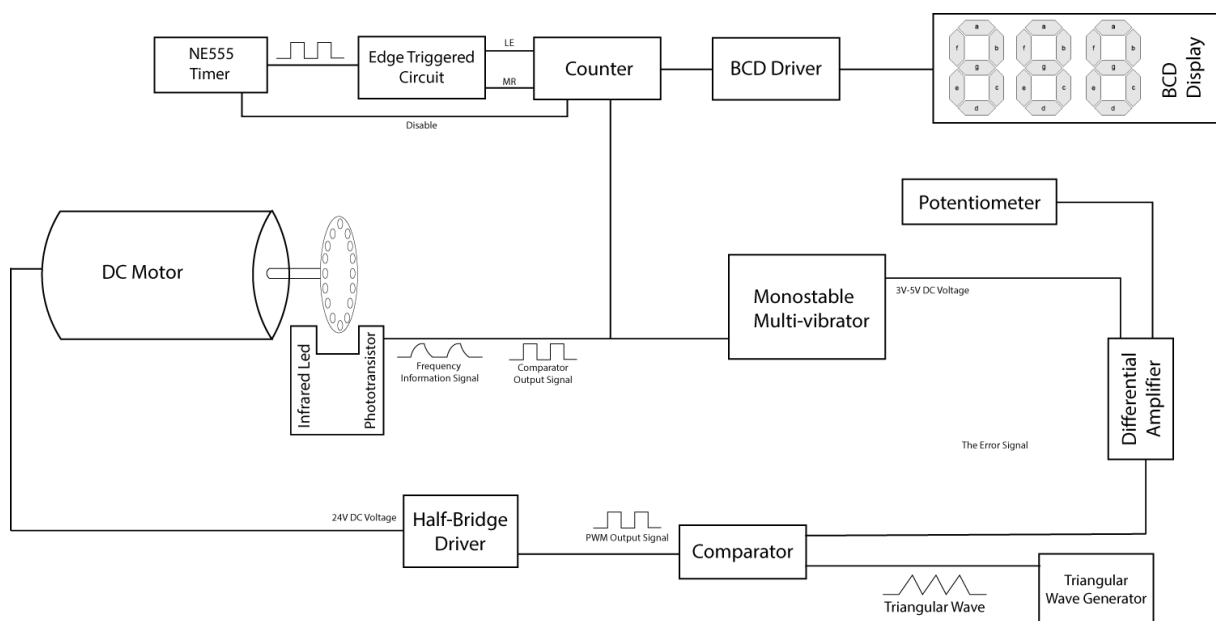 NE555
Timer
Edge Triggered
Circuit
LE
MR
Counter
BCD Driver
a
f
b
g
e
c
d
a
f
b
g
e
c
d
a
f
b
g
e
c
d
BCD
Display
Disable
Potentiometer
DC Motor
Monostable
Multi-vibrator
3V-5V DC Voltage
Infrared Led
Phototransistor
Frequency
Information Signal
Comparator
Output Signal
Differential
Amplifier
The Error Signal
24V DC Voltage
Half-Bridge
Driver
PWM Output Signal
Comparator
Triangular Wave
Triangular
Wave Generator